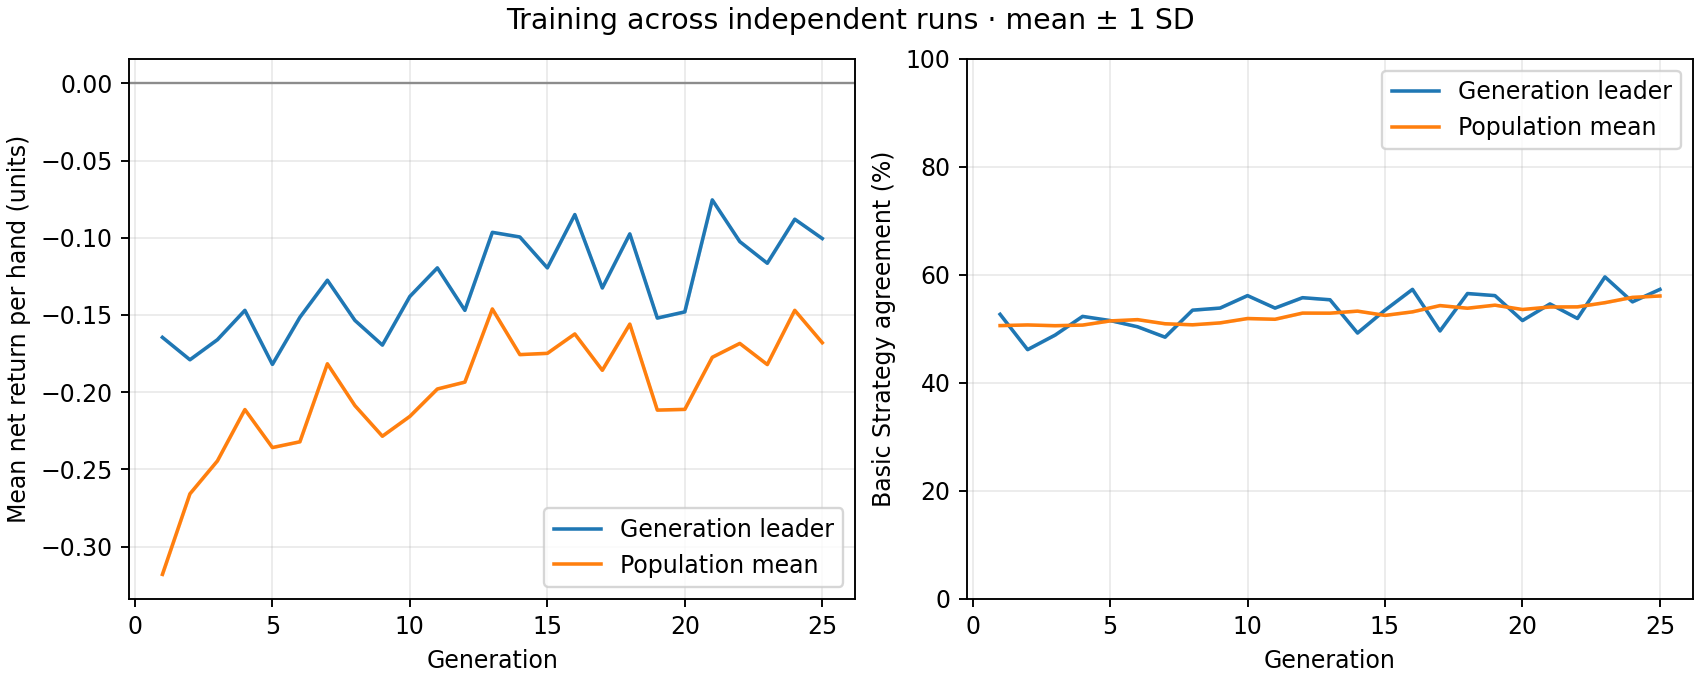 Training across independent runs · mean ± 1 SD
Mean net return per hand (units)
0.00
−0.05
−0.10
−0.15
−0.20
−0.25
−0.30
0
5
10
15
20
25
Generation
Generation leader
Population mean
Basic Strategy agreement (%)
100
80
60
40
20
0
0
5
10
15
20
25
Generation
Generation leader
Population mean